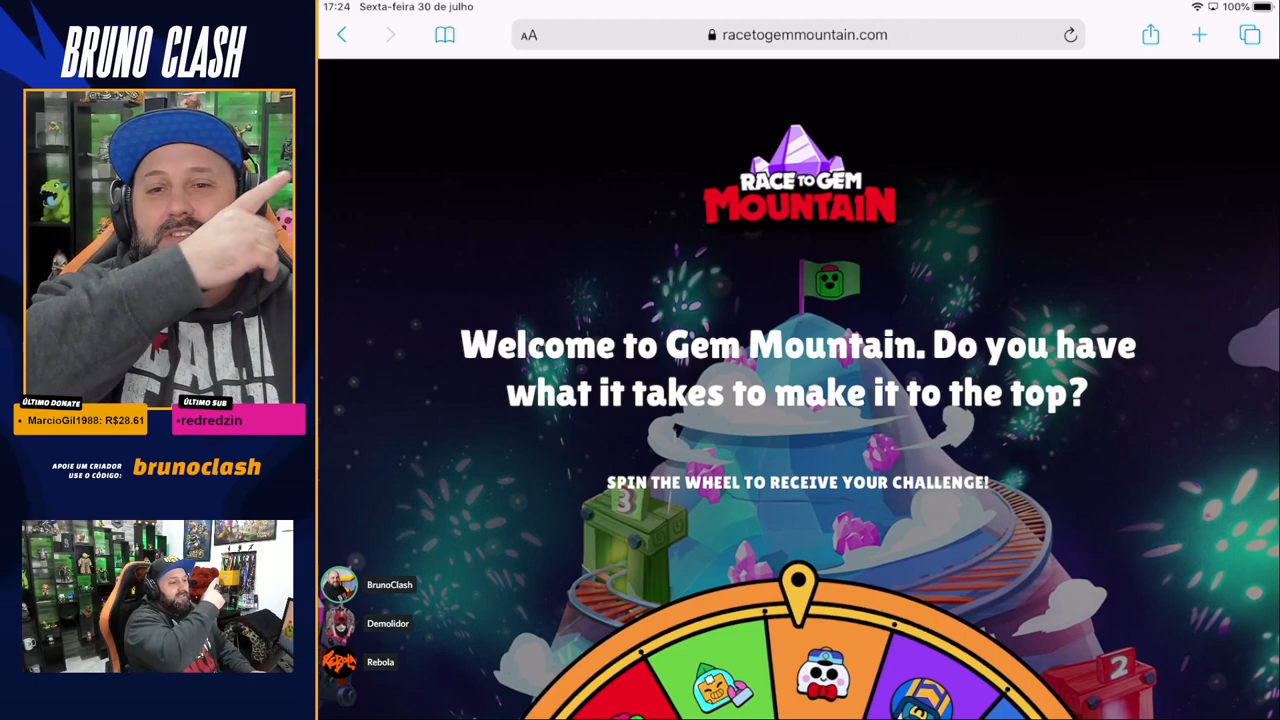 17:24 Sexta-feira 30 de julho
100%
BRUNO CLASH
AA
racetogemmountain.com
RACE TO GEM
MOUNTAIN
Welcome to Gem Mountain. Do you have
what it takes to make it to the top?
SPIN THE WHEEL TO RECEIVE YOUR CHALLENGE!
3
2
ÚLTIMO DONATE
• MarcioGil1988: R$28.61
ÚLTIMO SUB
•redredzin
APOIE UM CRIADOR
USE O CÓDIGO:
brunoclash
BrunoClash
Demolidor
REBOLA
Rebola